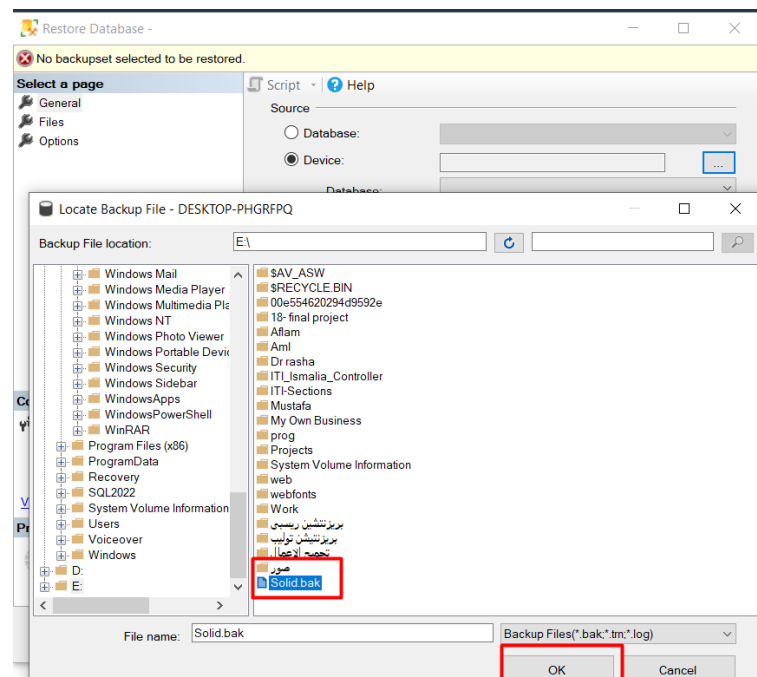 Restore Database -
No backupset selected to be restored.
Select a page
General
Files
Options
Script
Help
Source
Database:
Device:
...
Database:
Locate Backup File - DESKTOP-PHGRFPQ
Backup File location:
E:\
Windows Mail
Windows Media Player
Windows Multimedia Pla
Windows NT
Windows Photo Viewer
Windows Portable Devic
Windows Security
Windows Sidebar
WindowsApps
WindowsPowerShell
WinRAR
Program Files (x86)
ProgramData
Recovery
SQL2022
System Volume Information
Users
Voiceover
Windows
D:
E:
$AV_ASW
$RECYCLE.BIN
00e554620294d9592e
18- final project
Aflam
Aml
Dr rasha
ITI_Ismalia_Controller
ITI-Sections
Mustafa
My Own Business
prog
Projects
System Volume Information
web
webfonts
Work
بريزنتشين ريسبى
بريزنتيشن توليب
تجميع الاعمال
صور
Solid.bak
File name:
Solid.bak
Backup Files(*.bak;*.trn;*.log)
OK
Cancel